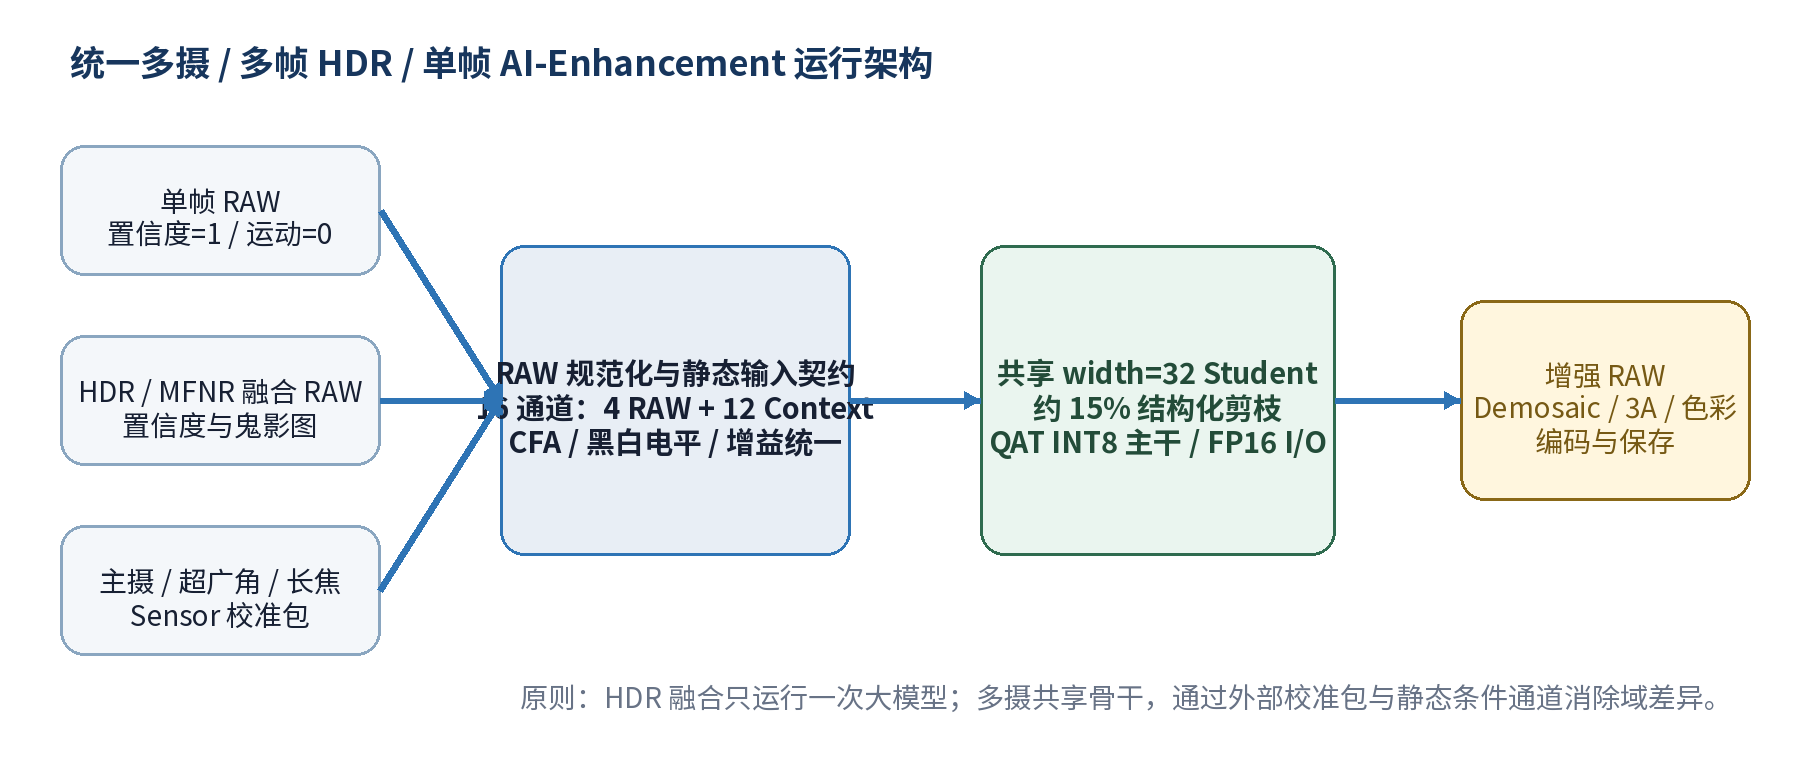 统一多摄 / 多帧 HDR / 单帧 AI-Enhancement 运行架构
单帧 RAW
置信度=1 / 运动=0
HDR / MFNR 融合 RAW
置信度与鬼影图
主摄 / 超广角 / 长焦
Sensor 校准包
RAW 规范化与静态输入契约
16 通道：4 RAW + 12 Context
CFA / 黑白电平 / 增益统一
共享 width=32 Student
约 15% 结构化剪枝
QAT INT8 主干 / FP16 I/O
增强 RAW
Demosaic / 3A / 色彩
编码与保存
原则：HDR 融合只运行一次大模型；多摄共享骨干，通过外部校准包与静态条件通道消除域差异。